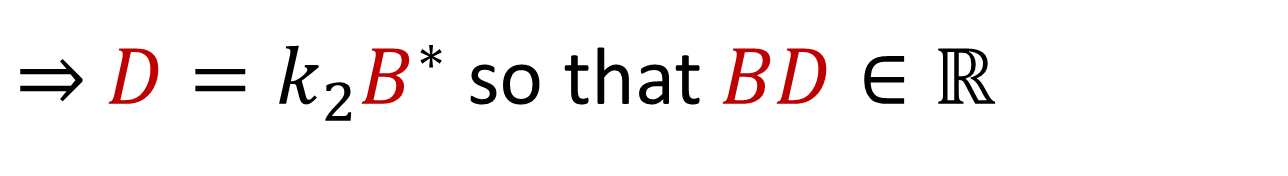 ⇒ D = k₂B* so that BD ∈ ℝ